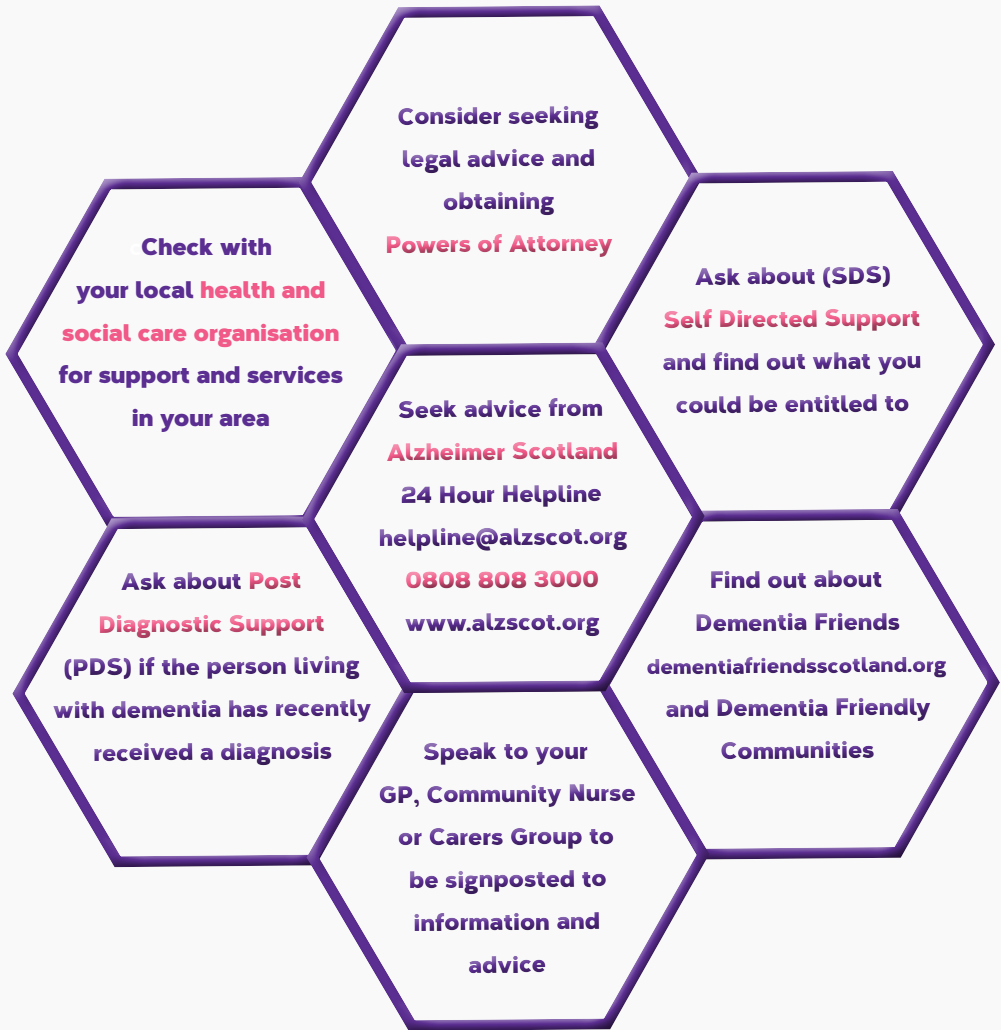 Consider seeking
legal advice and
obtaining
Powers of Attorney
Check with
your local health and
social care organisation
for support and services
in your area
Ask about (SDS)
Self Directed Support
and find out what you
could be entitled to
Seek advice from
Alzheimer Scotland
24 Hour Helpline
helpline@alzscot.org
0808 808 3000
www.alzscot.org
Ask about Post
Diagnostic Support
(PDS) if the person living
with dementia has recently
received a diagnosis
Find out about
Dementia Friends
dementiafriendsscotland.org
and Dementia Friendly
Communities
Speak to your
GP, Community Nurse
or Carers Group to
be signposted to
information and
advice